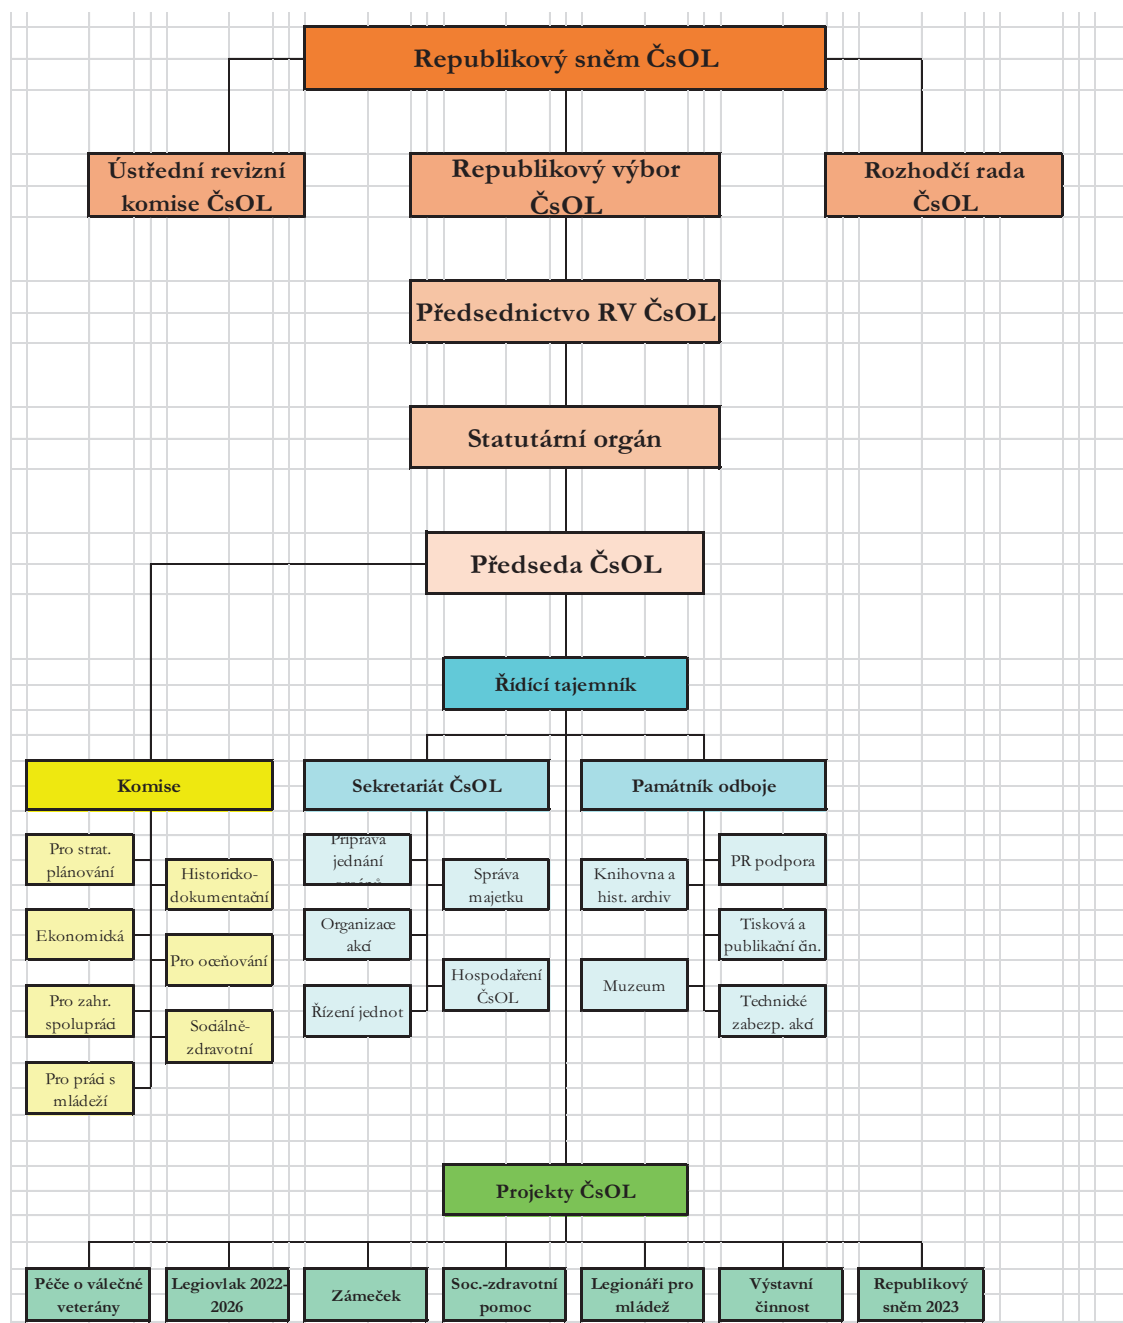 Republikový sněm ČsOL
Ústřední revizní
komise ČsOL
Republikový výbor
ČsOL
Rozhodčí rada
ČsOL
Předsednictvo RV ČsOL
Statutární orgán
Předseda ČsOL
Řídící tajemník
Komise
Sekretariát ČsOL
Památník odboje
Pro strat.
plánování
Historicko-
dokumentační
Ekonomická
Pro oceňování
Pro zahr.
spolupráci
Sociálně-
zdravotní
Pro práci s
mládeží
Příprava
jednání
Správa
majetku
Organizace
akcí
Hospodaření
ČsOL
Řízení jednot
Knihovna a
hist. archiv
PR podpora
Tisková a
publikační čin.
Muzeum
Technické
zabezp. akcí
Projekty ČsOL
Péče o válečné
veterány
Legiovlak 2022-
2026
Zámeček
Soc.-zdravotní
pomoc
Legionáři pro
mládež
Výstavní
činnost
Republikový
sněm 2023